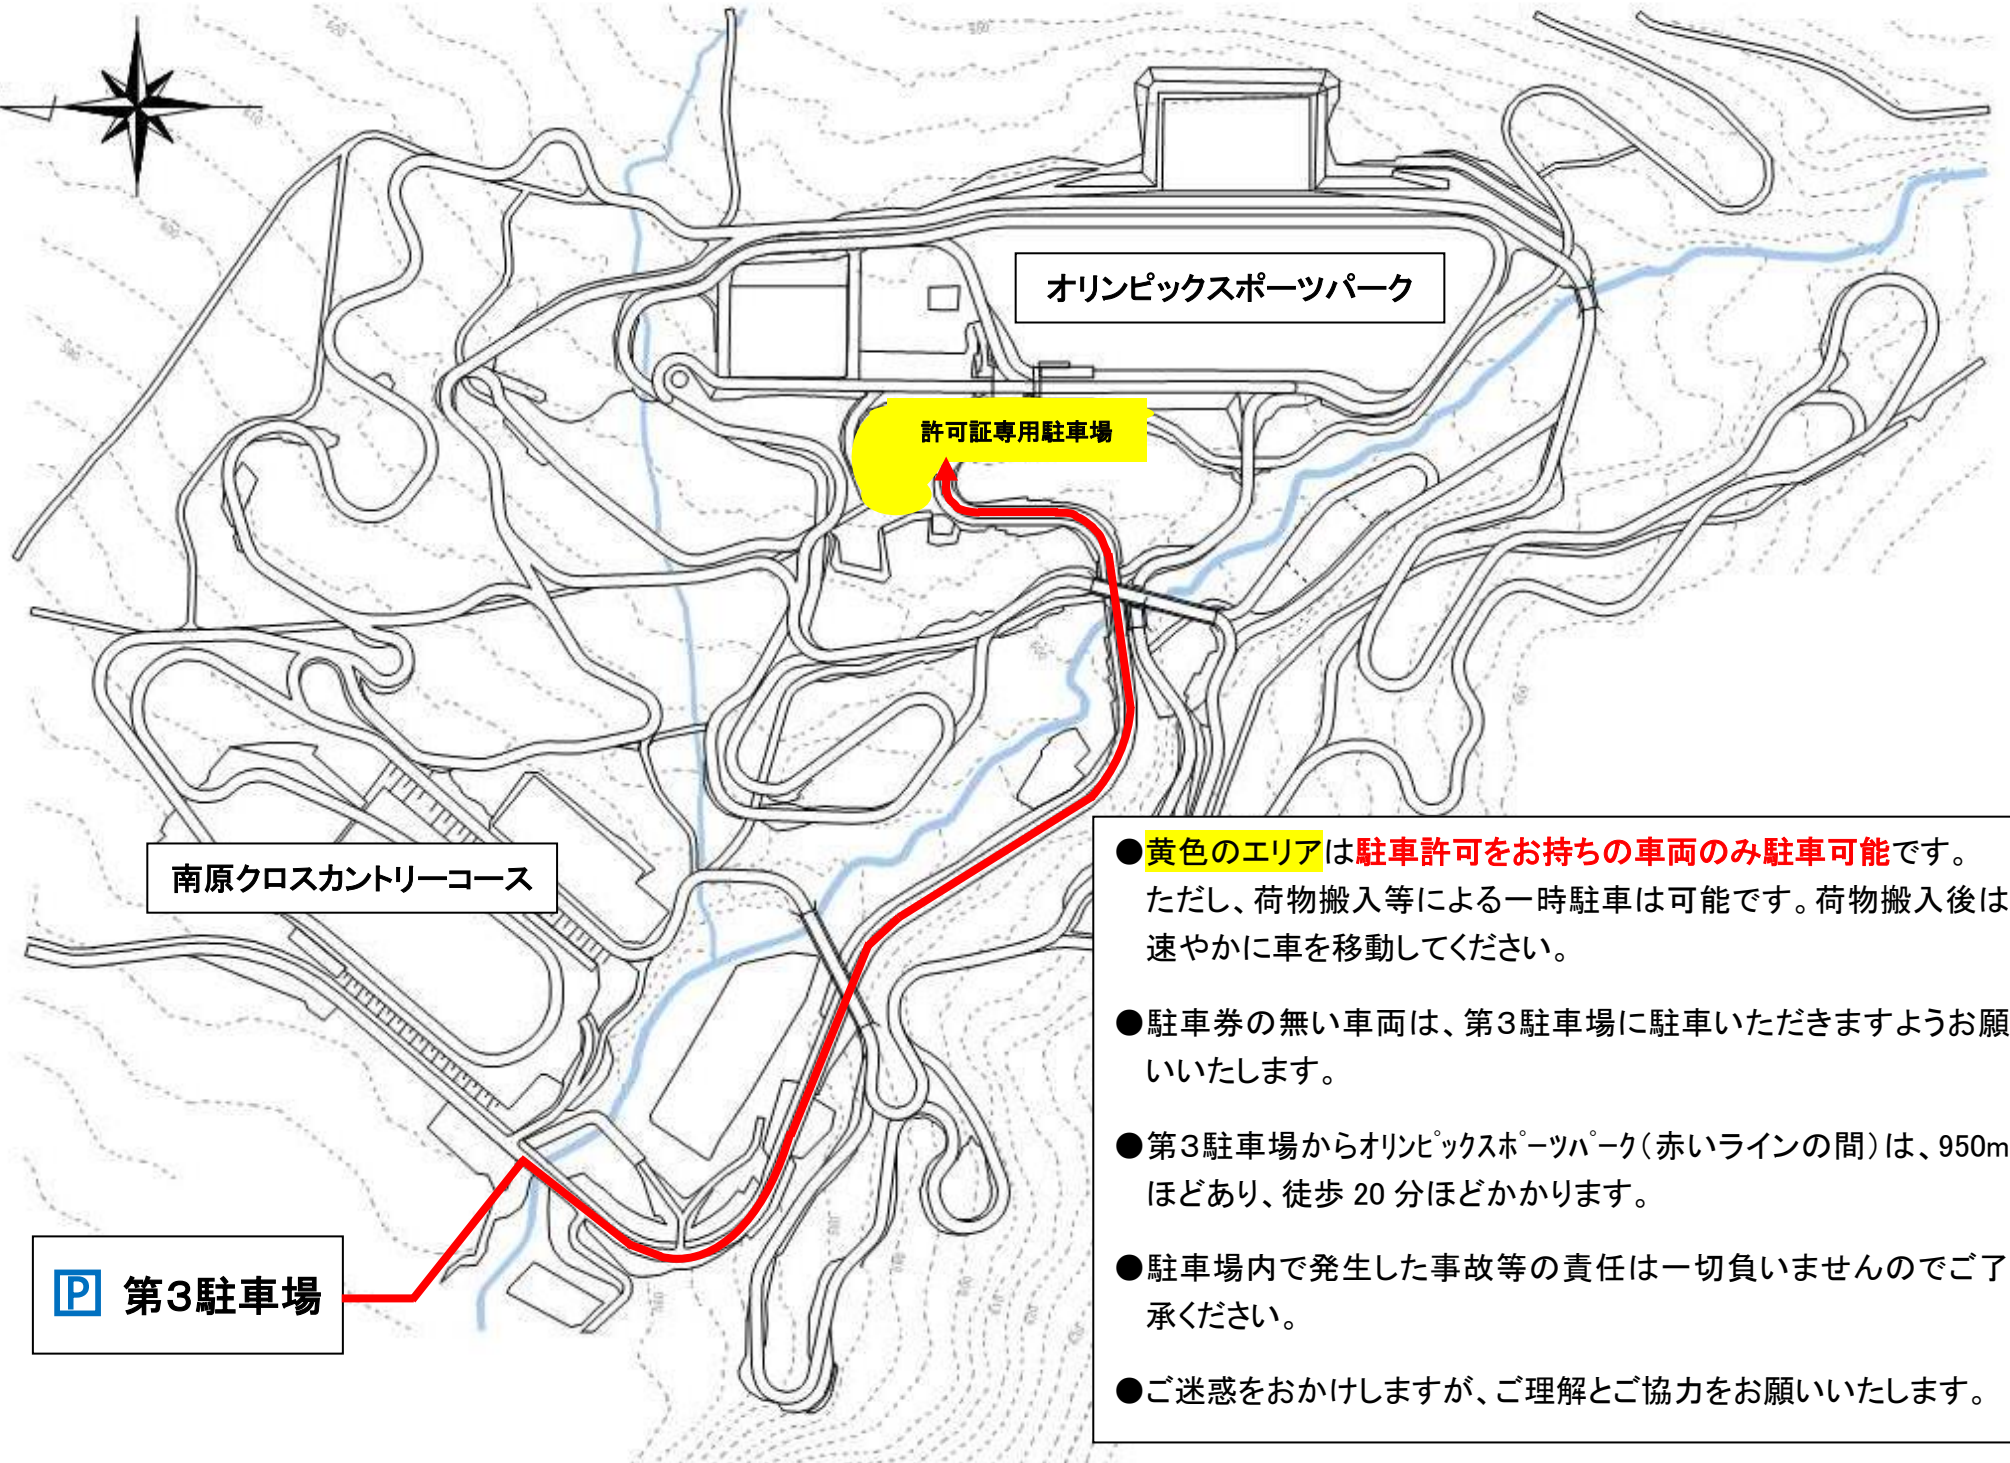 オリンピックスポーツパーク
許可証専用駐車場
南原クロスカントリーコース
P 第3駐車場
●黄色のエリアは駐車許可をお持ちの車両のみ駐車可能です。
ただし、荷物搬入等による一時駐車は可能です。荷物搬入後は
速やかに車を移動してください。
●駐車券の無い車両は、第3駐車場に駐車いただきますようお願
いいたします。
●第3駐車場からｵﾘﾝﾋﾟｯｸｽﾎﾟｰﾂﾊﾟｰｸ(赤いラインの間)は、950m
ほどあり、徒歩 20 分ほどかかります。
●駐車場内で発生した事故等の責任は一切負いませんのでご了
承ください。
●ご迷惑をおかけしますが、ご理解とご協力をお願いいたします。